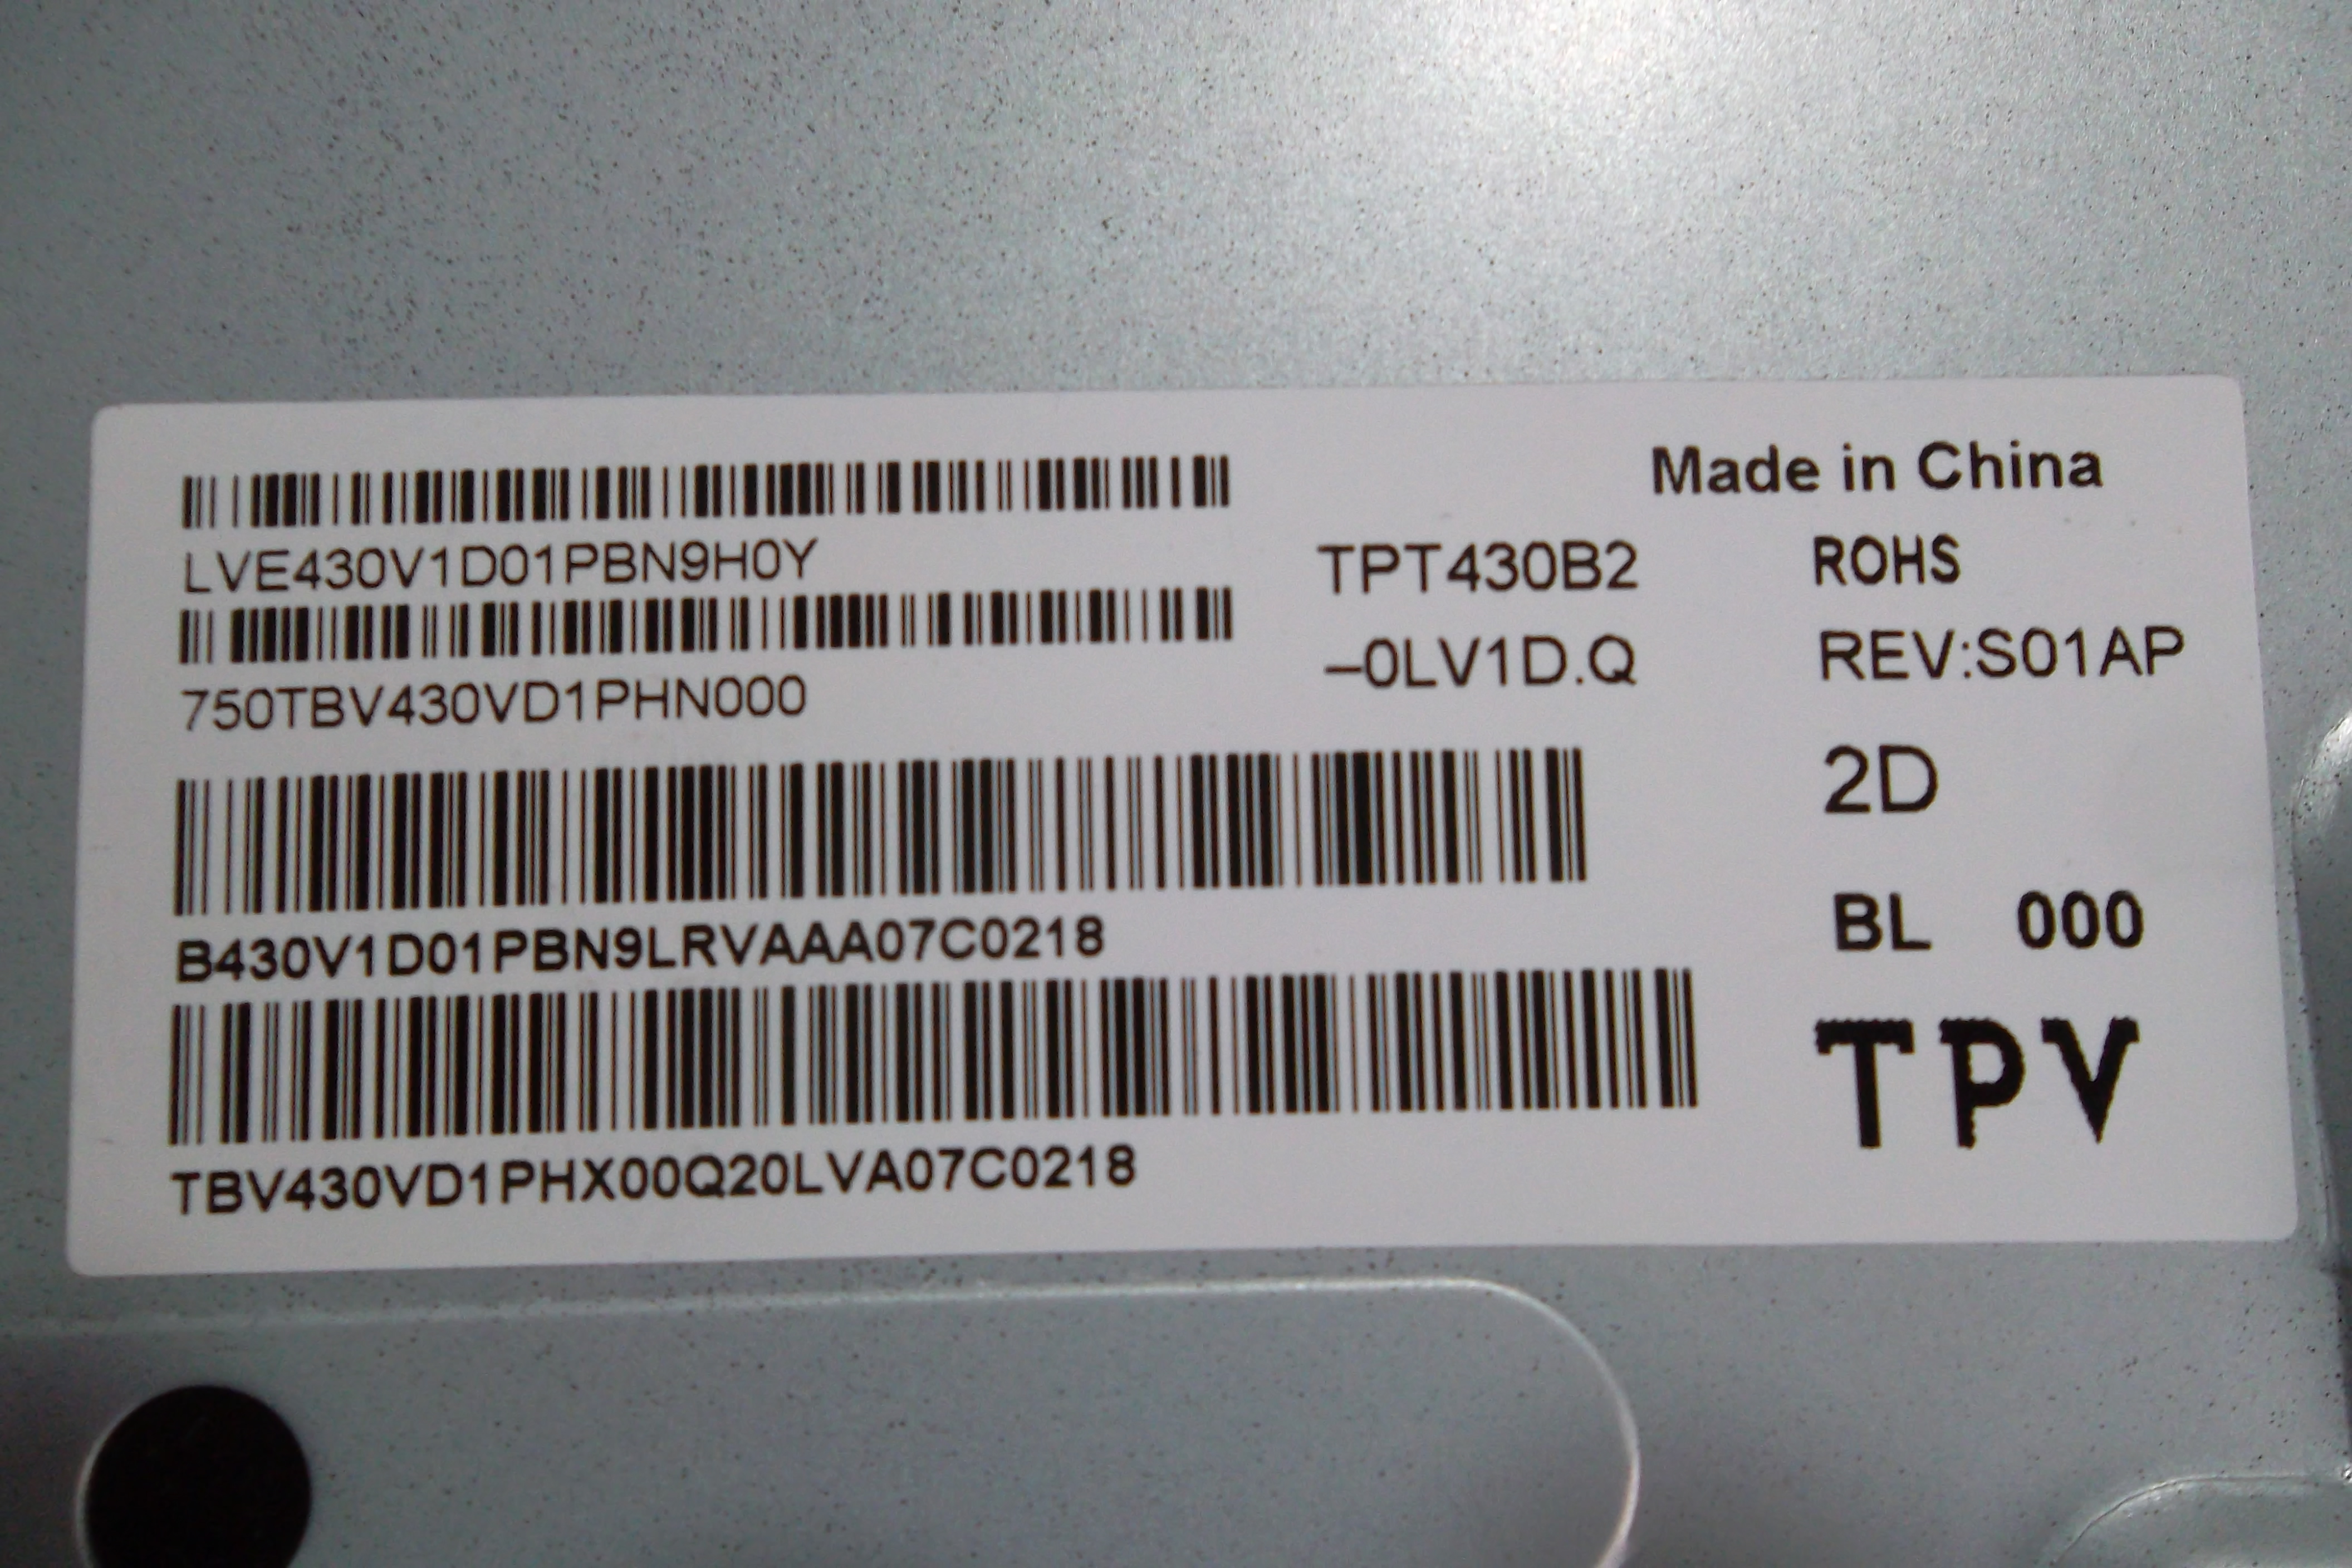 Made in China
LVE430V1D01PBN9H0Y
TPT430B2
ROHS
750TBV430VD1PHN000
–0LV1D.Q
REV:S01AP
2D
B430V1D01PBN9LRVAAA07C0218
BL 000
TPV
TBV430VD1PHX00Q20LVA07C0218